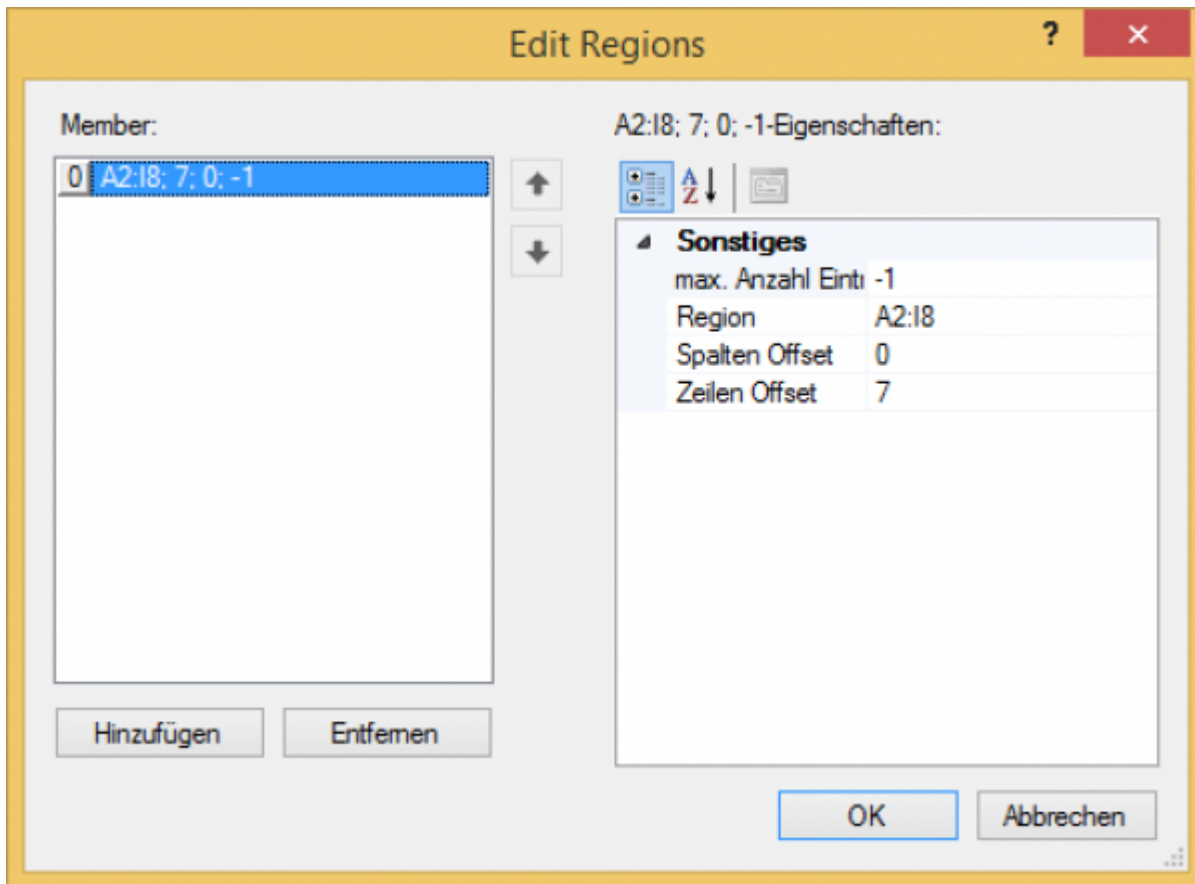 Edit Regions
?
Member:
0 A2:I8; 7; 0; -1
Hinzufügen
Entfernen
A2:I8; 7; 0; -1-Eigenschaften:
A
Z
Sonstiges
max. Anzahl Eintr -1
Region A2:I8
Spalten Offset 0
Zeilen Offset 7
OK
Abbrechen